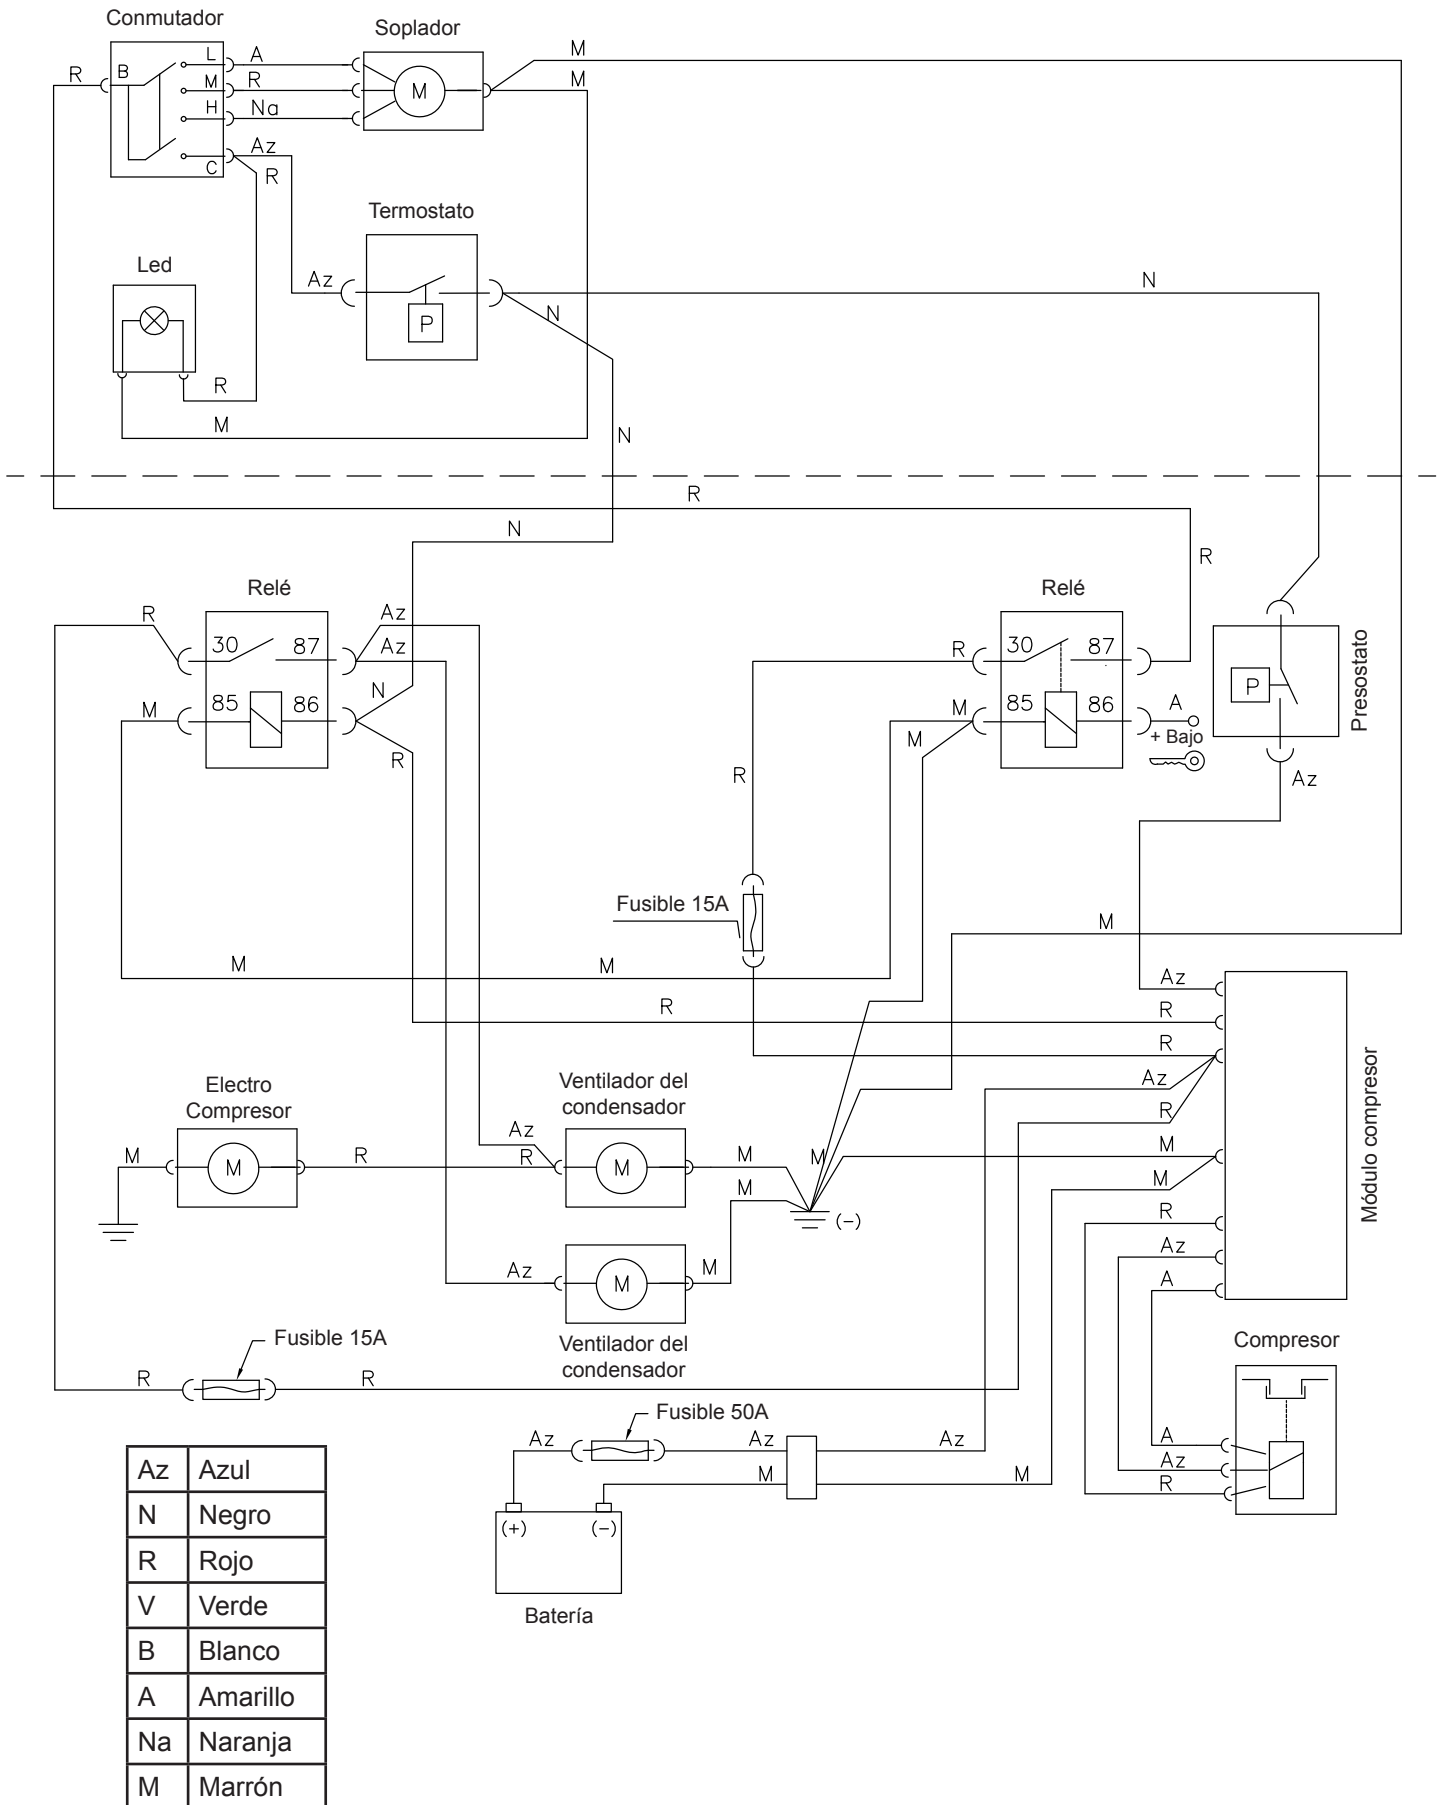 Conmutador
Soplador
M
L
A
R
B
M
R
M
M
H
Na
Az
C
R
Termostato
Led
Az
N
P
N
R
M
N
R
N
R
Relé
Relé
R
Az
30
87
Az
R
30
87
N
P
Presostato
M
85
86
M
85
86
A
+ Bajo
M
R
R
Az
Fusible 15A
M
M
M
Az
R
R
R
Electro
Compresor
Ventilador del
condensador
Az
R
Módulo compresor
Az
M
M
R
R
M
M
M
M
M
M
(-)
R
Az
M
Az
M
A
Ventilador del
condensador
Fusible 15A
Compresor
R
R
Fusible 50A
Az
Az
Az
A
Az
M
M
R
(+)
(-)
Batería
Az Azul
N Negro
R Rojo
V Verde
B Blanco
A Amarillo
Na Naranja
M Marrón